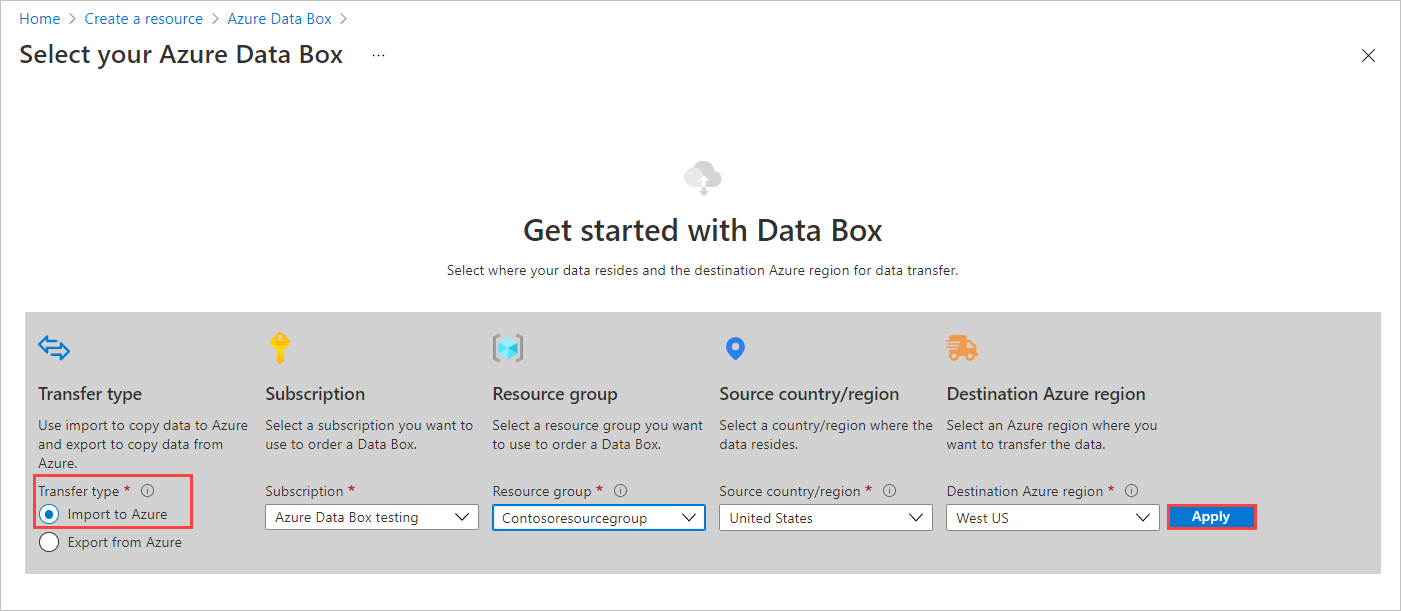 Home > Create a resource > Azure Data Box >
Select your Azure Data Box ...
Get started with Data Box
Select where your data resides and the destination Azure region for data transfer.
Transfer type
Use import to copy data to Azure
and export to copy data from
Azure.
Transfer type *
Import to Azure
Export from Azure
Subscription
Select a subscription you want to
use to order a Data Box.
Subscription *
Azure Data Box testing
Resource group
Select a resource group you want
to use to order a Data Box.
Resource group *
Contosoresourcegroup
Source country/region
Select a country/region where the
data resides.
Source country/region *
United States
Destination Azure region
Select an Azure region where you
want to transfer the data.
Destination Azure region *
West US
Apply